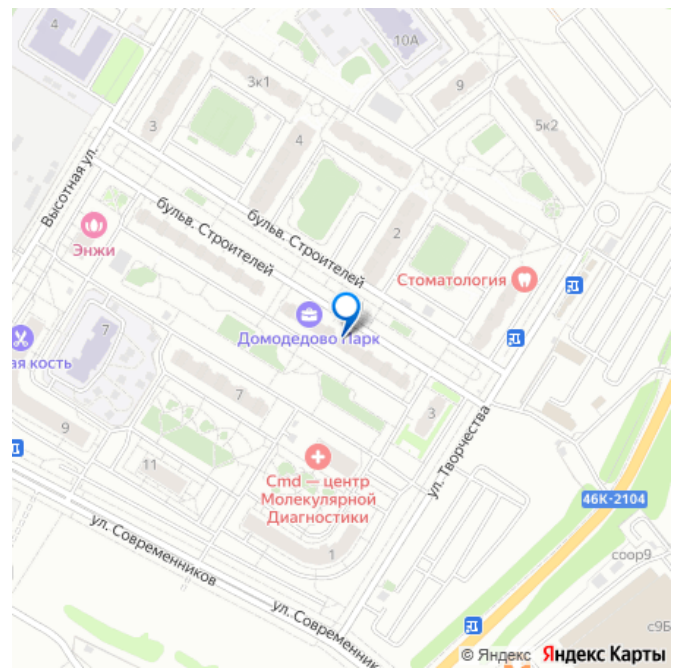 4
10А
3к1
9
5к2
3
4
Высотная ул.
бульв. Строителей
бульв. Строителей
2
Энжи
Стоматология
Домодедово Парк
7
ая кость
7
3
9
11
ул. Творчества
Cmd — центр
Молекулярной
Диагностики
46К-2104
ул. Современников
1
соор9
ул. Современник
с9Б
© Яндекс Яндекс Карты